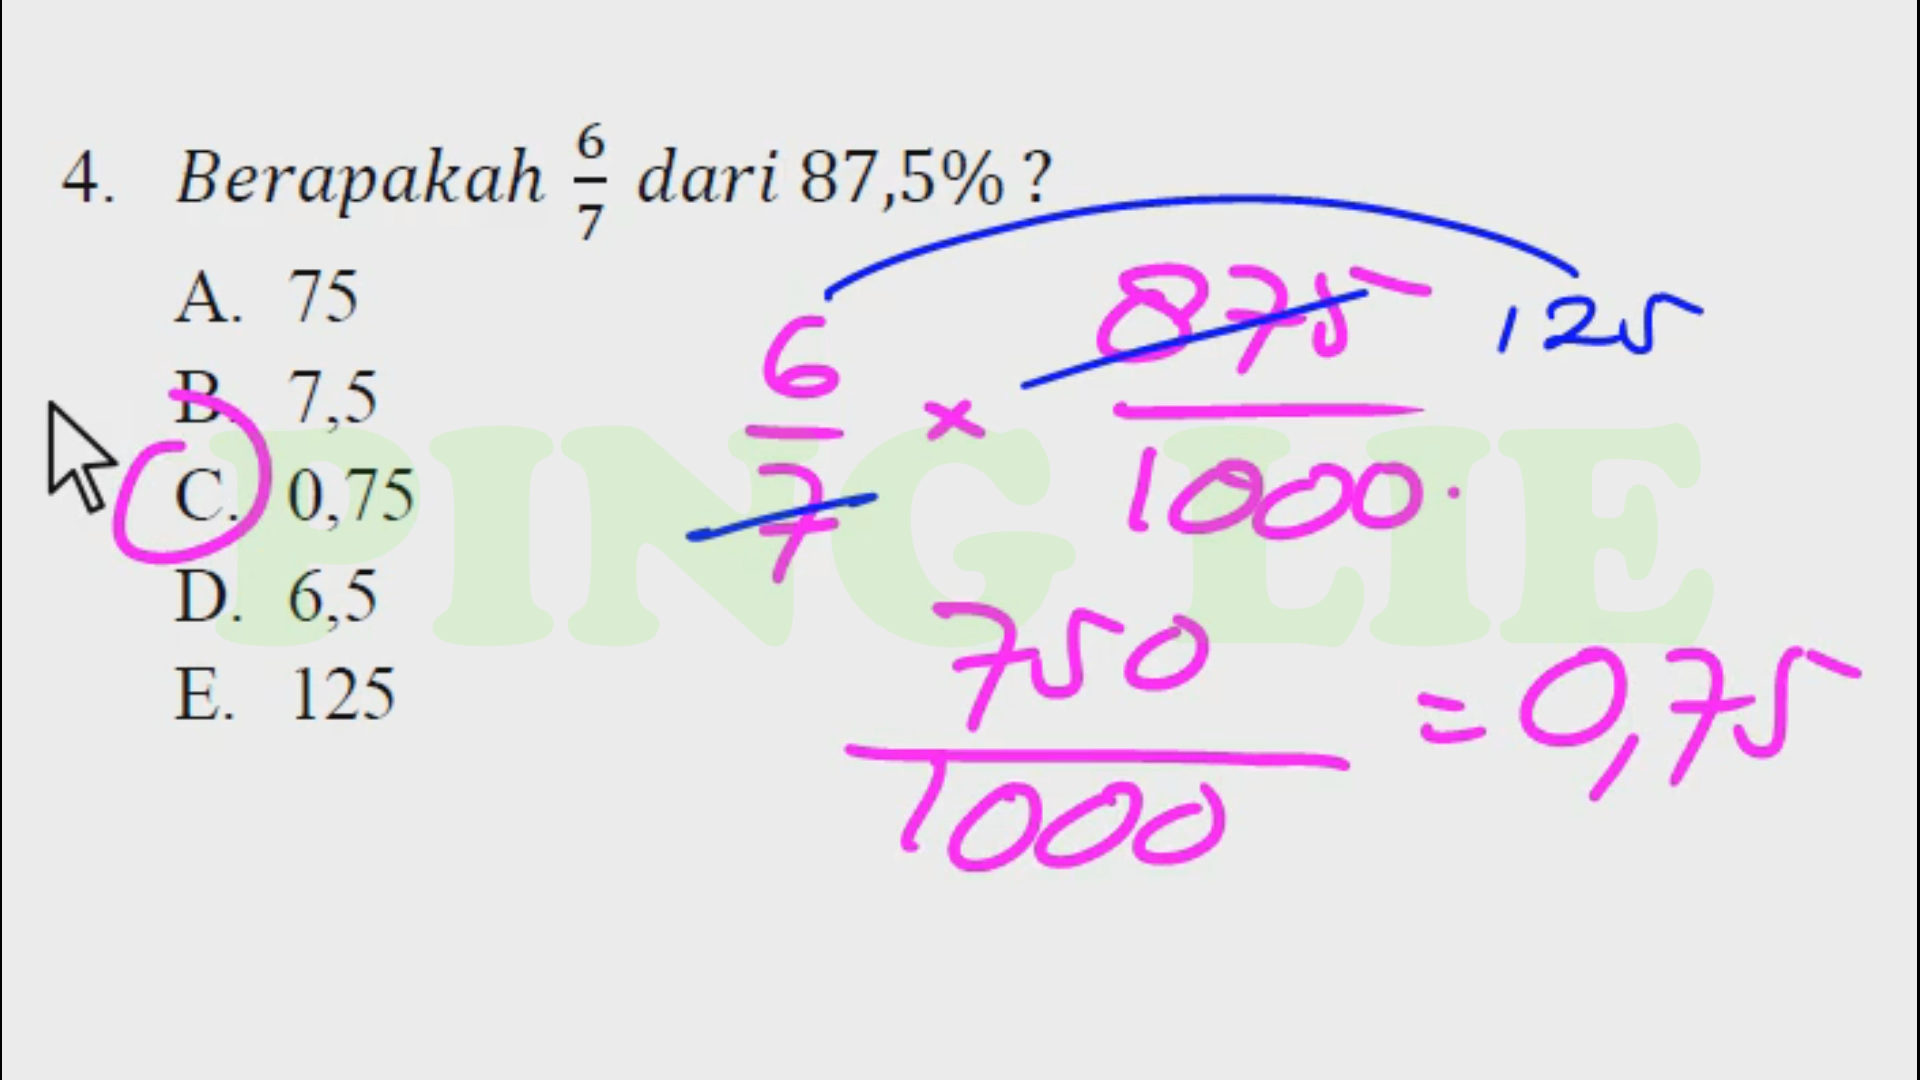 4. Berapakah 6/7 dari 87,5% ?
A. 75
B. 7,5
C. 0,75
D. 6,5
E. 125
6/7 × 875/1000 125
750/1000 = 0,75
PING LIE